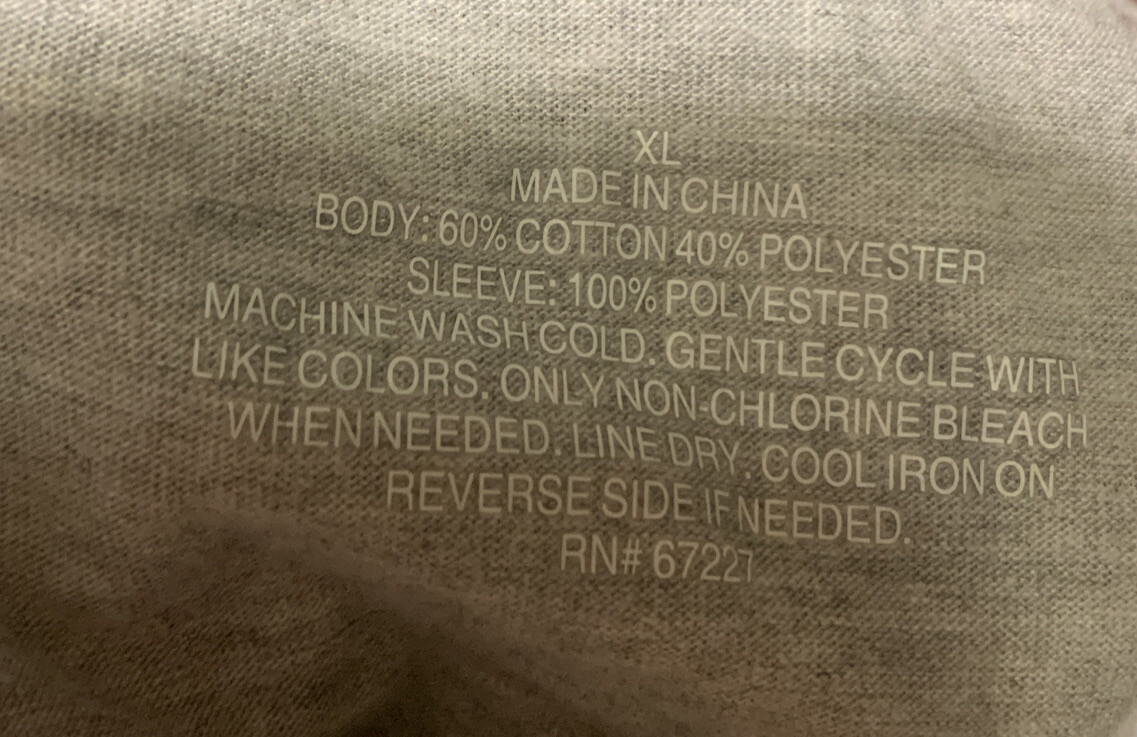 XL
MADE IN CHINA
BODY: 60% COTTON 40% POLYESTER
SLEEVE: 100% POLYESTER
MACHINE WASH COLD. GENTLE CYCLE WITH
LIKE COLORS. ONLY NON-CHLORINE BLEACH
WHEN NEEDED. LINE DRY. COOL IRON ON
REVERSE SIDE IF NEEDED.
RN# 67227